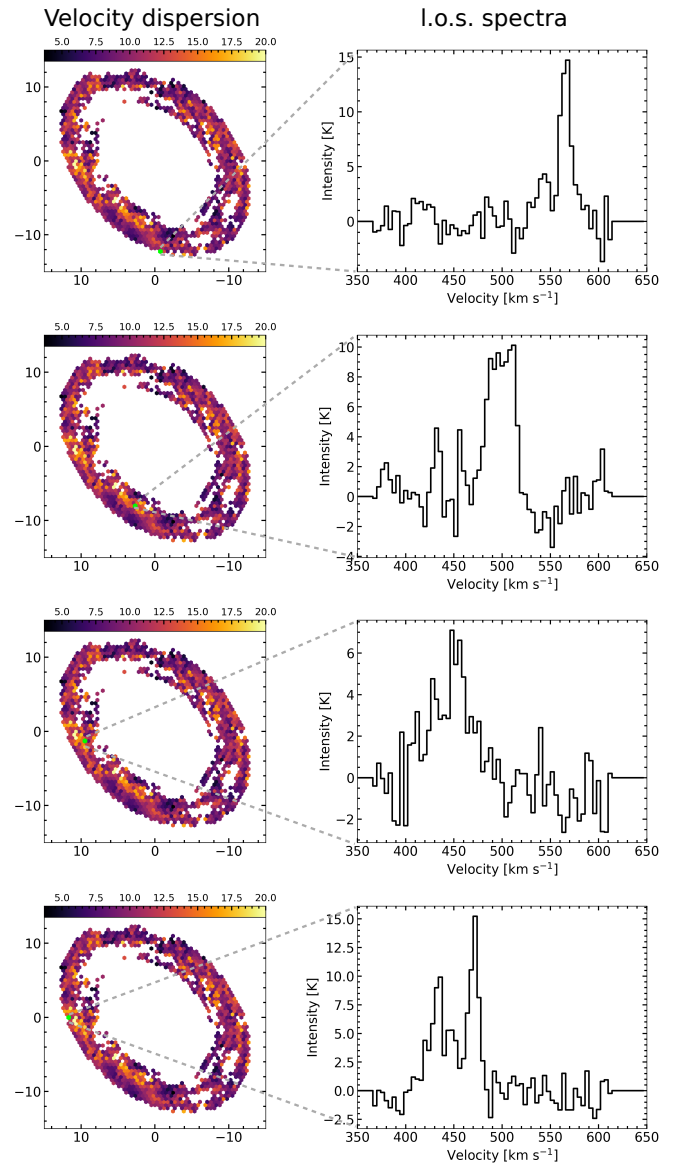 Velocity dispersion
l.o.s. spectra
5.0 7.5 10.0 12.5 15.0 17.5 20.0
10
0
−10
10 0 −10
Intensity [K]
15
10
5
0
350 400 450 500 550 600 650
Velocity [km s⁻¹]
5.0 7.5 10.0 12.5 15.0 17.5 20.0
10
0
−10
10 0 −10
Intensity [K]
10
8
6
4
2
0
−2
−4
350 400 450 500 550 600 650
Velocity [km s⁻¹]
5.0 7.5 10.0 12.5 15.0 17.5 20.0
10
0
−10
10 0 −10
Intensity [K]
6
4
2
0
−2
350 400 450 500 550 600 650
Velocity [km s⁻¹]
5.0 7.5 10.0 12.5 15.0 17.5 20.0
10
0
−10
10 0 −10
Intensity [K]
15.0
12.5
10.0
7.5
5.0
2.5
0.0
−2.5
350 400 450 500 550 600 650
Velocity [km s⁻¹]